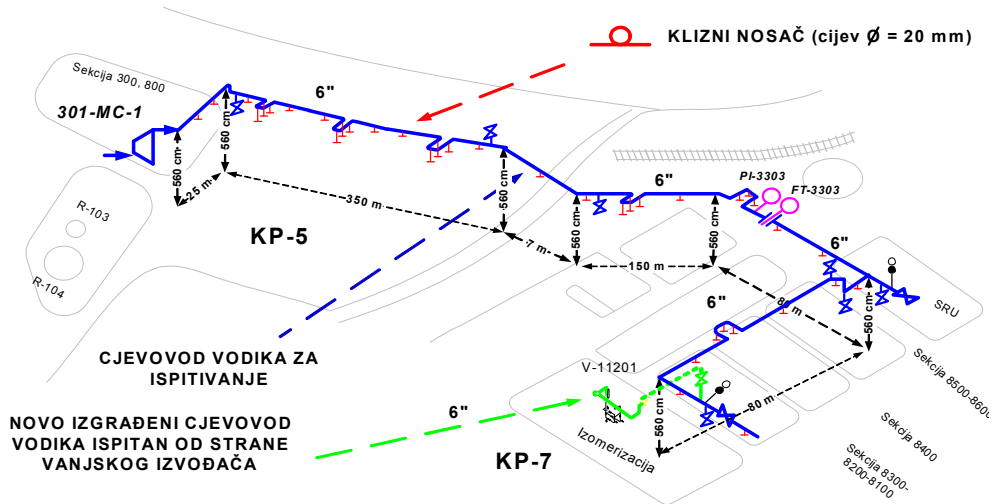 KLIZNI NOSAČ (cijev Ø = 20 mm)
Sekcija 300, 800
301-MC-1
6"
560 cm
560 cm
25 m
R-103
R-104
350 m
KP-5
560 cm
7 m
560 cm
6"
150 m
560 cm
PI-3303
FT-3303
6"
6"
80 m
560 cm
SRU
CJEVOVOD VODIKA ZA
ISPITIVANJE
V-11201
6"
NOVO IZGRAĐENI CJEVOVOD
VODIKA ISPITAN OD STRANE
VANJSKOG IZVOĐAČA
560 cm
80 m
Izomerizacija
KP-7
Sekcija 8500-8600
Sekcija 8400
Sekcija 8300-
8200-8100